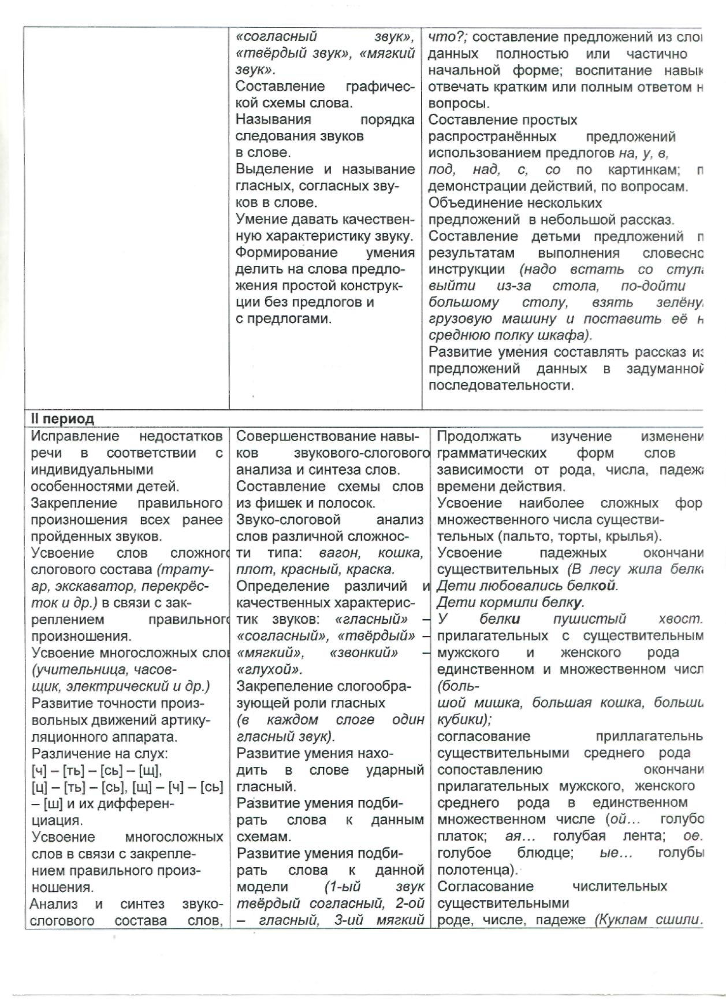 «согласный звук»,
«твёрдый звук», «мягкий
звук».
Составление графичес-
кой схемы слова.
Называния порядка
следования звуков
в слове.
Выделение и называние
гласных, согласных зву-
ков в слове.
Умение давать качествен-
ную характеристику звуку.
Формирование умения
делить на слова предло-
жения простой конструк-
ции без предлогов и
с предлогами.
что?; составление предложений из
данных полностью или частично
начальной форме; воспитание
отвечать кратким или полным ответом
вопросы.
Составление простых
распространённых предложений
использованием предлогов на, у, в,
под, над, с, со по картинкам;
демонстрации действий, по вопросам.
Объединение нескольких
предложений в небольшой рассказ.
Составление детьми предложений
результатам выполнения
инструкции (надо встать со
выйти из-за стола, по-дойти
большому столу, взять
грузовую машину и поставить её
среднюю полку шкафа).
Развитие умения составлять рассказ
предложений данных в задуманной
последовательности.
II период
Исправление недостатков
речи в соответствии с
индивидуальными
особенностями детей.
Закрепление правильного
произношения всех ранее
пройденных звуков.
Усвоение слов сложного
слогового состава (трату-
ар, экскаватор, перекрёс-
ток и др.) в связи с зак-
реплением правильного
произношения.
Усвоение многосложных слов
(учительница, часов-
щик, электрический и др.)
Развитие точности произ-
вольных движений артику-
ляционного аппарата.
Различение на слух:
[ч] – [ть] – [сь] – [щ],
[ц] – [ть] – [сь], [щ] – [ч] – [сь]
– [ш] и их дифферен-
циация.
Усвоение многосложных
слов в связи с закрепле-
нием правильного произ-
ношения.
Анализ и синтез звуко-
слогового состава слов,
Совершенствование навы-
ков звукового-слогового
анализа и синтеза слов.
Составление схемы слов
из фишек и полосок.
Звуко-слоговой анализ
слов различной сложнос-
ти типа: вагон, кошка,
плот, красный, краска.
Определение различий и
качественных характерис-
тик звуков: «гласный» –
«согласный», «твёрдый» –
«мягкий», «звонкий» –
«глухой».
Закрепеление слогообра-
зующей роли гласных
(в каждом слоге один
гласный звук).
Развитие умения нахо-
дить в слове ударный
гласный.
Развитие умения подби-
рать слова к данным
схемам.
Развитие умения подби-
рать слова к данной
модели (1-ый звук
твёрдый согласный, 2-ой
– гласный, 3-ий мягкий
Продолжать изучение
грамматических форм слов
зависимости от рода, числа,
времени действия.
Усвоение наиболее сложных
множественного числа существи-
тельных (пальто, торты, крылья).
Усвоение падежных
существительных (В лесу жила
Дети любовались белкой.
Дети кормили белку.
У белки пушистый хвост.
прилагательных с
мужского и женского рода
единственном и множественном
(боль-
шой мишка, большая кошка,
кубики);
согласование
существительными среднего рода
сопоставлению
прилагательных мужского, женского
среднего рода в единственном
множественном числе (ой...
платок; ая... голубая лента; ое.
голубое блюдце; ые...
полотенца).
Согласование числительных
существительными
роде, числе, падеже (Куклам сшили.